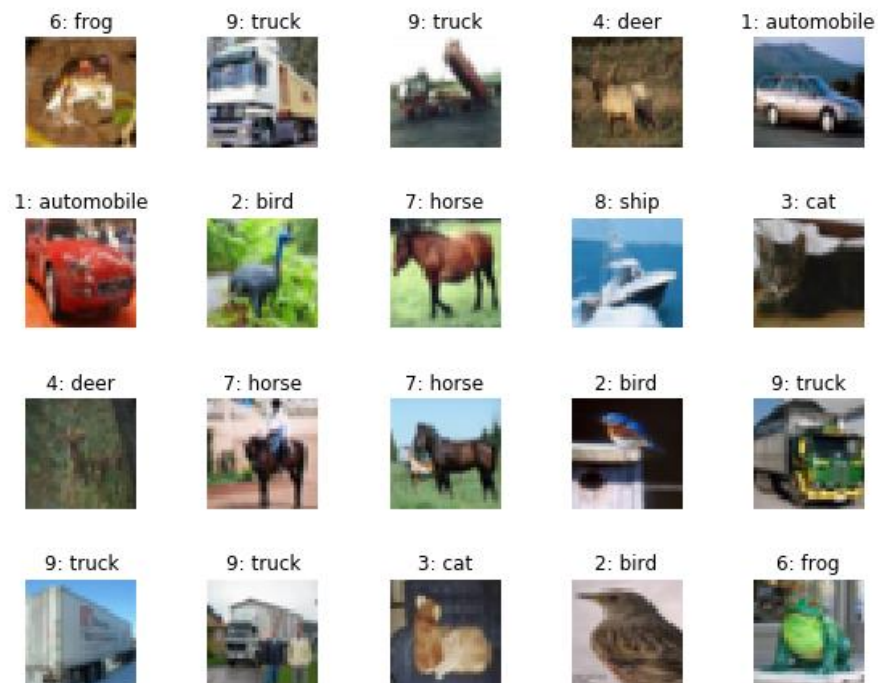 6: frog 9: truck 9: truck 4: deer 1: automobile
1: automobile 2: bird 7: horse 8: ship 3: cat
4: deer 7: horse 7: horse 2: bird 9: truck
9: truck 9: truck 3: cat 2: bird 6: frog